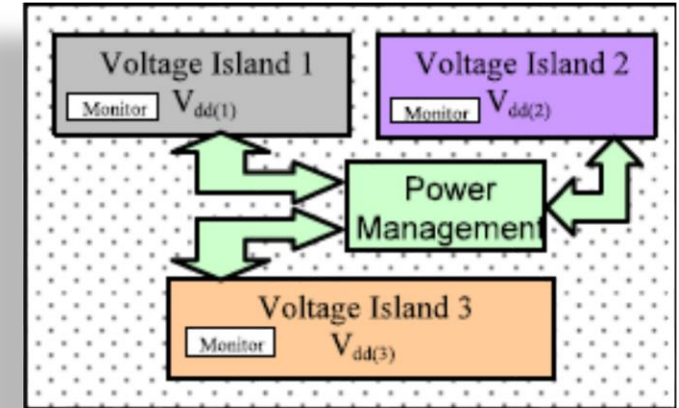 Voltage Island 1
Monitor Vdd(1)
Voltage Island 2
Monitor Vdd(2)
Power
Management
Voltage Island 3
Monitor Vdd(3)